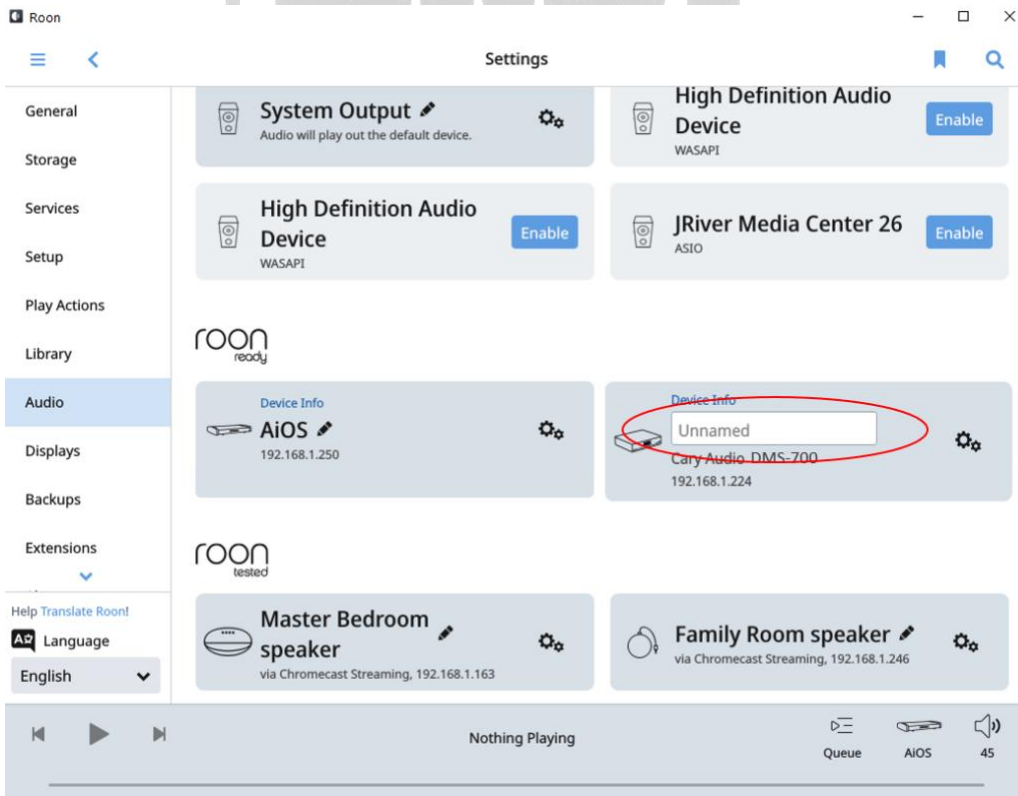 Roon
Settings
General
Storage
Services
Setup
Play Actions
Library
Audio
Displays
Backups
Extensions
Help Translate Roon!
Language
English
System Output
Audio will play out the default device.
High Definition Audio
Device
WASAPI
Enable
High Definition Audio
Device
WASAPI
Enable
JRiver Media Center 26
ASIO
Enable
roon
ready
Device Info
AiOS
192.168.1.250
Device Info
Unnamed
Cary Audio DMS-700
192.168.1.224
roon
tested
Master Bedroom
speaker
via Chromecast Streaming, 192.168.1.163
Family Room speaker
via Chromecast Streaming, 192.168.1.246
Nothing Playing
Queue
AiOS
45